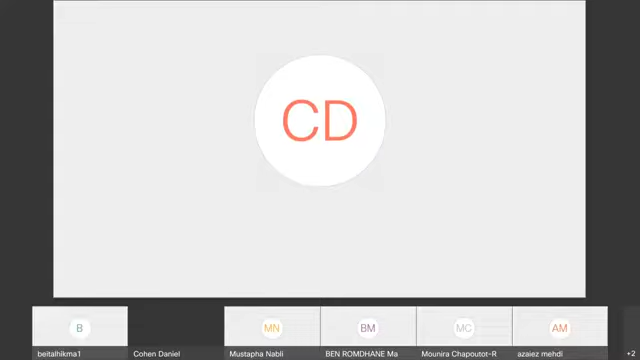 CD
B
MN
BM
MC
AM
beitalhikma1
Cohen Daniel
Mustapha Nabli
BEN ROMDHANE Ma
Mounira Chapoutot-R
azaiez mehdi
+2